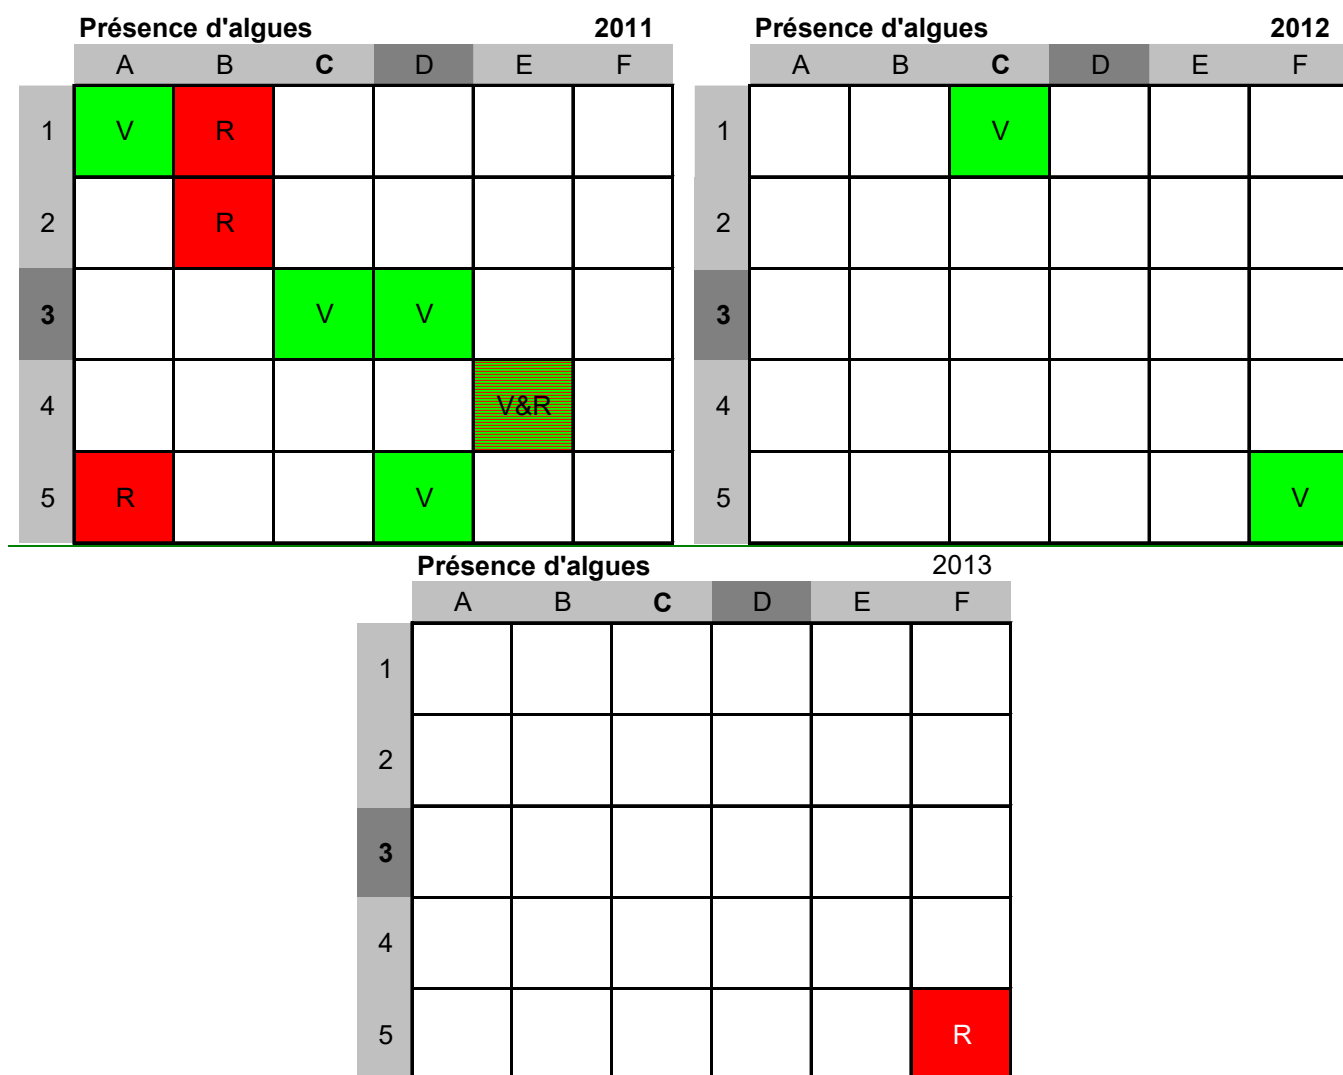 Présence d'algues 2011
A B C D E F
1 V R
2 R
3 V V
4 V&R
5 R V
Présence d'algues 2012
A B C D E F
1 V
2
3
4
5 V
Présence d'algues 2013
A B C D E F
1
2
3
4
5 R